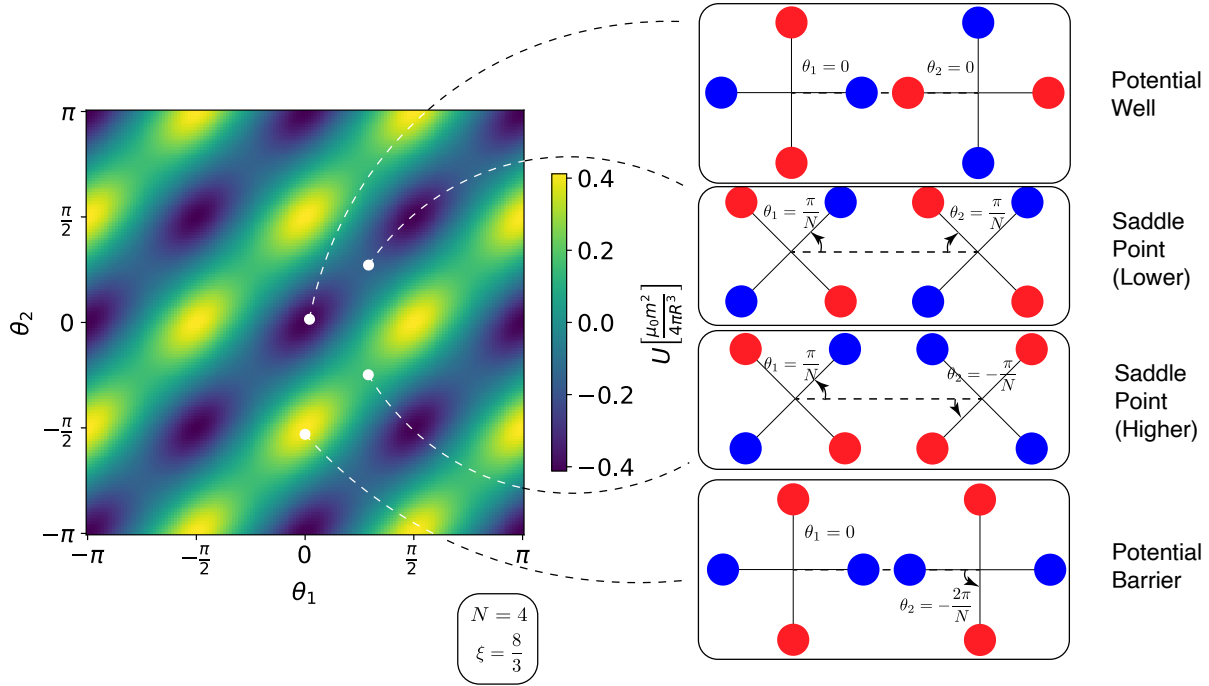 π
π/2
0
−π/2
−π
θ₂
−π
−π/2
0
π/2
π
θ₁
0.4
0.2
0.0
−0.2
−0.4
U[μ₀m²/4πR³]
N = 4
ξ = 8/3
θ₁ = 0
θ₂ = 0
Potential
Well
θ₁ = π/N
θ₂ = π/N
Saddle
Point
(Lower)
θ₁ = π/N
θ₂ = −π/N
Saddle
Point
(Higher)
θ₁ = 0
θ₂ = −2π/N
Potential
Barrier